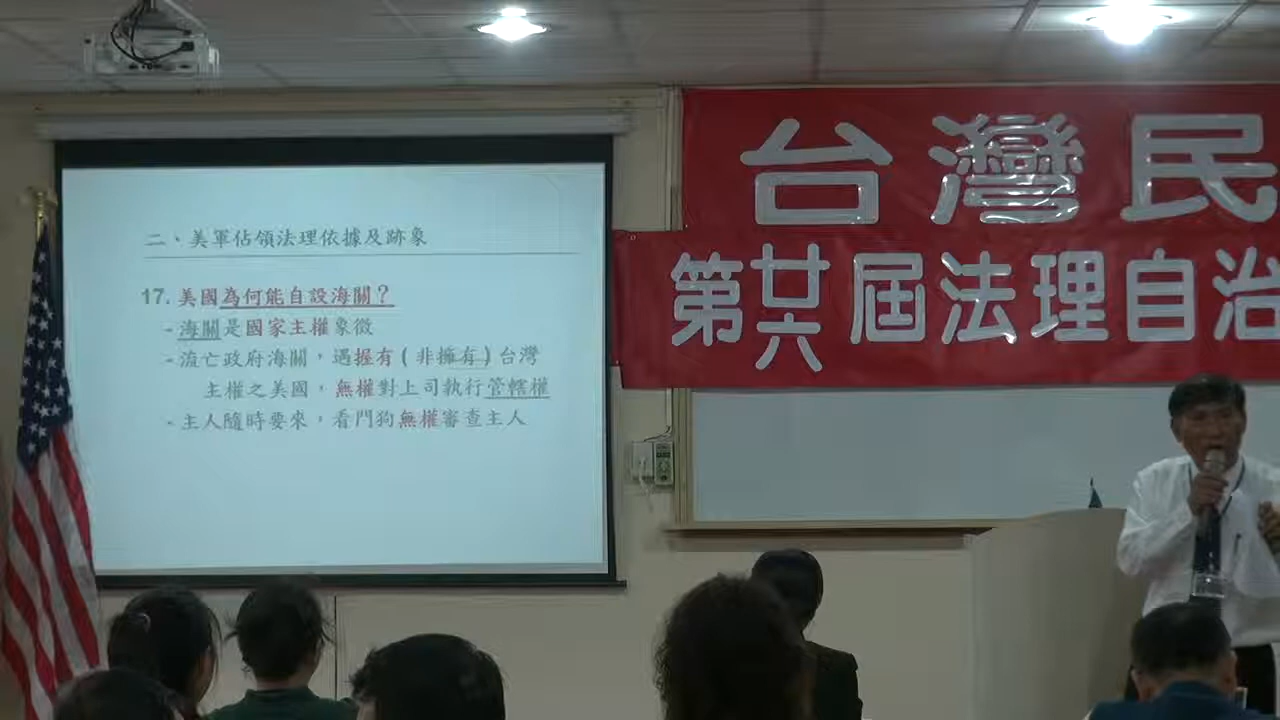 二、美軍佔領法理依據及跡象
17. 美國為何能自設海關？
- 海關是國家主權象徵
- 流亡政府海關，遇握有(非擁有)台灣
主權之美國，無權對上司執行管轄權
- 主人隨時要來，看門狗無權審查主人
台灣民
第廿六屆法理自治